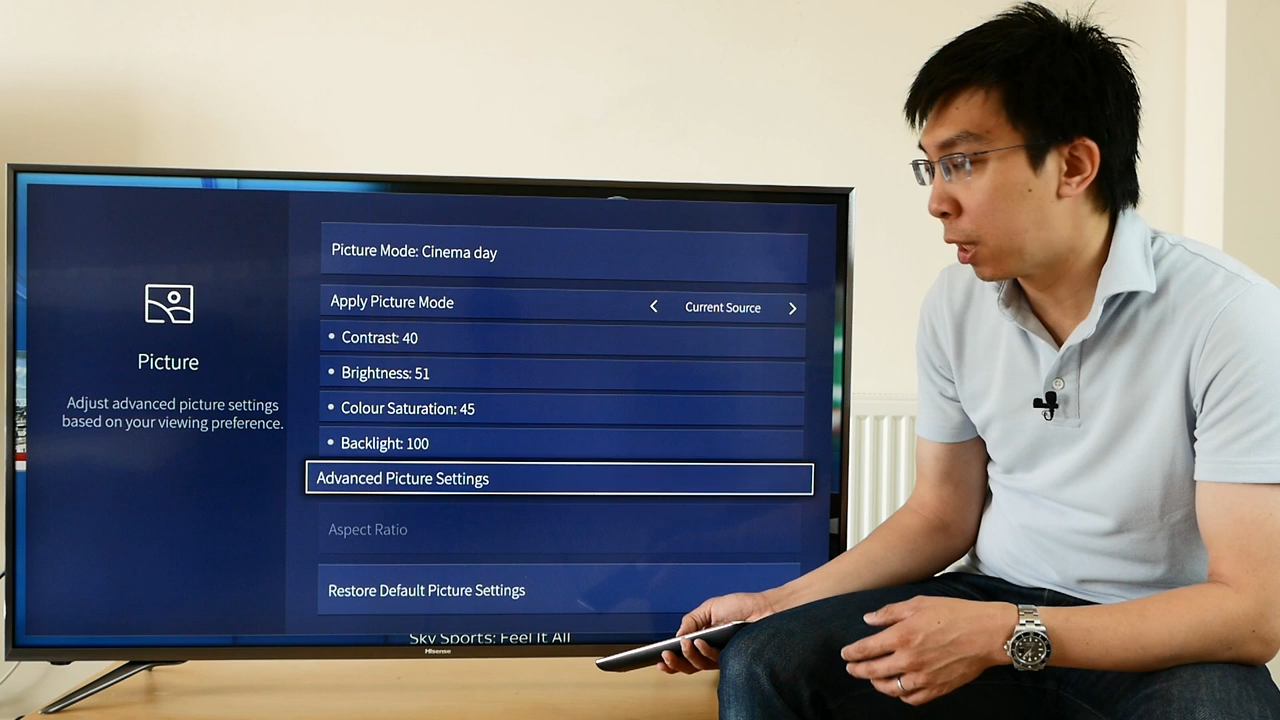 Picture Mode: Cinema day
Apply Picture Mode
Current Source
Contrast: 40
Brightness: 51
Colour Saturation: 45
Backlight: 100
Advanced Picture Settings
Aspect Ratio
Restore Default Picture Settings
Picture
Adjust advanced picture settings
based on your viewing preference.
Sky Sports: Feel It All
Hisense